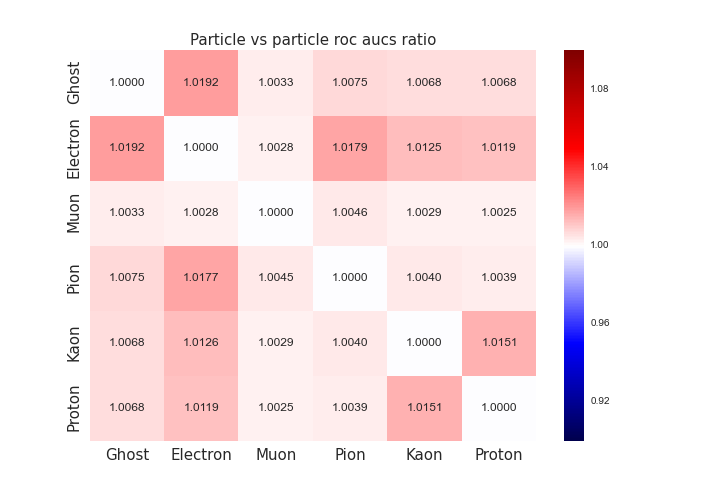 Particle vs particle roc aucs ratio
Ghost 1.0000 1.0192 1.0033 1.0075 1.0068 1.0068
Electron 1.0192 1.0000 1.0028 1.0179 1.0125 1.0119
Muon 1.0033 1.0028 1.0000 1.0046 1.0029 1.0025
Pion 1.0075 1.0177 1.0045 1.0000 1.0040 1.0039
Kaon 1.0068 1.0126 1.0029 1.0040 1.0000 1.0151
Proton 1.0068 1.0119 1.0025 1.0039 1.0151 1.0000
Ghost Electron Muon Pion Kaon Proton
1.08
1.04
1.00
0.96
0.92